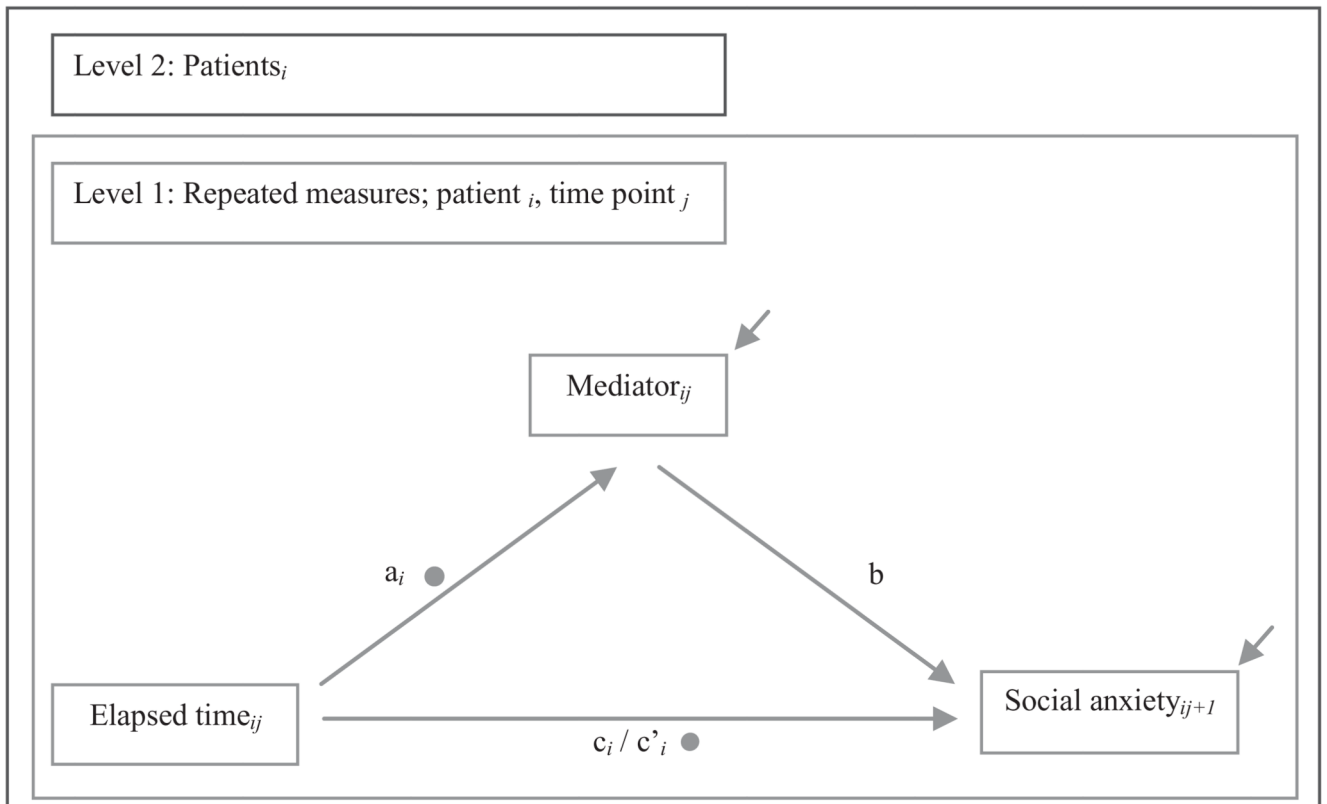 Level 2: Patientsᵢ
Level 1: Repeated measures; patient ᵢ, time point ⱼ
Mediatorᵢⱼ
aᵢ
b
Elapsed timeᵢⱼ
Social anxietyᵢⱼ₊₁
cᵢ / c’ᵢ